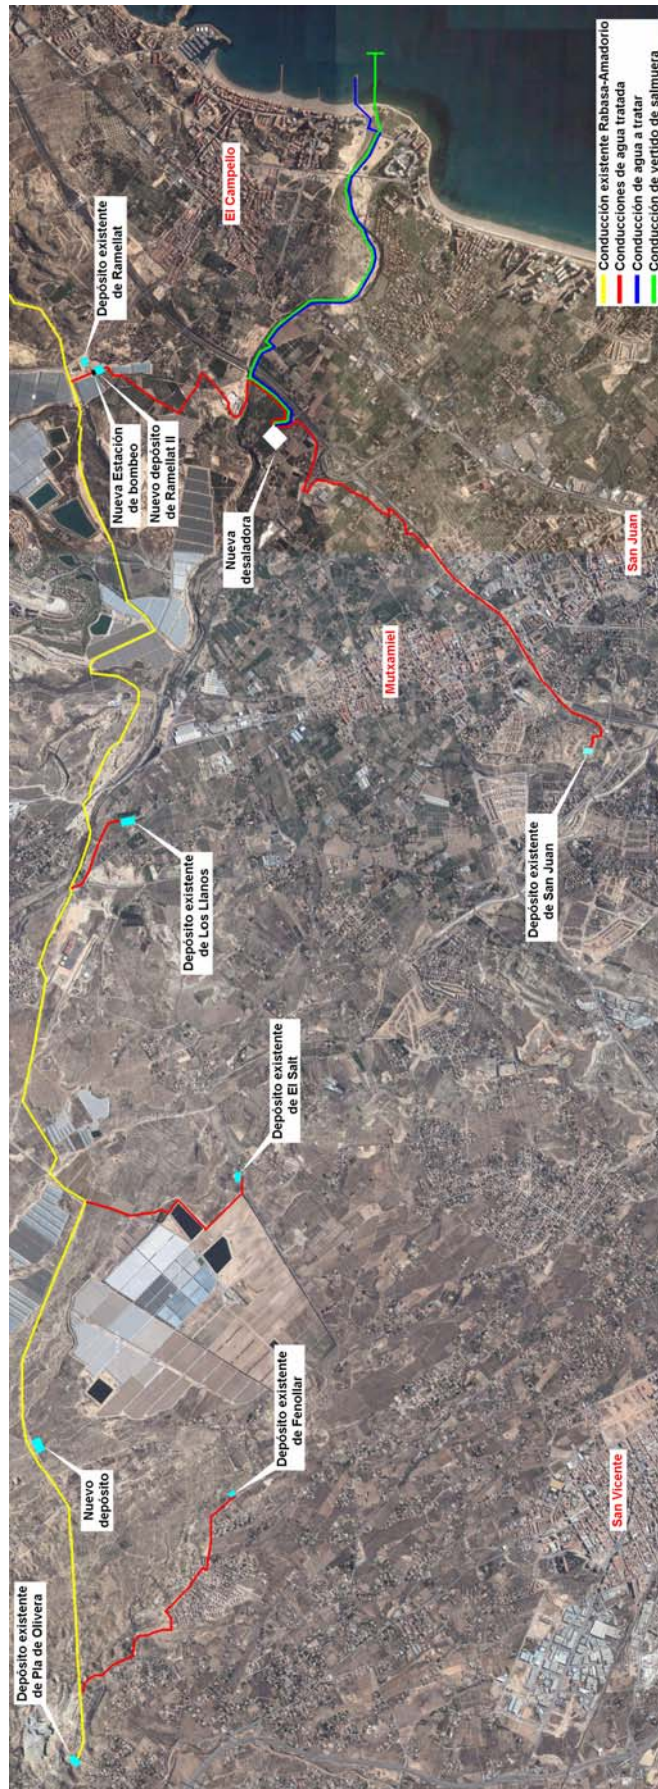 Depósito existente
de Pla de Olivera
Nuevo
depósito
Depósito existente
de Fenollar
San Vicente
Depósito existente
de El Salt
Depósito existente
de Los Llanos
Depósito existente
de San Juan
Mutxamiel
San Juan
Nueva
desaladora
Nueva Estación
de bombeo
Nuevo depósito
de Ramellat II
Depósito existente
de Ramellat
El Campello
Conducción existente Rabasa-Amadorio
Conducciones de agua tratada
Conducción de agua a tratar
Conducción de vertido de salmuera